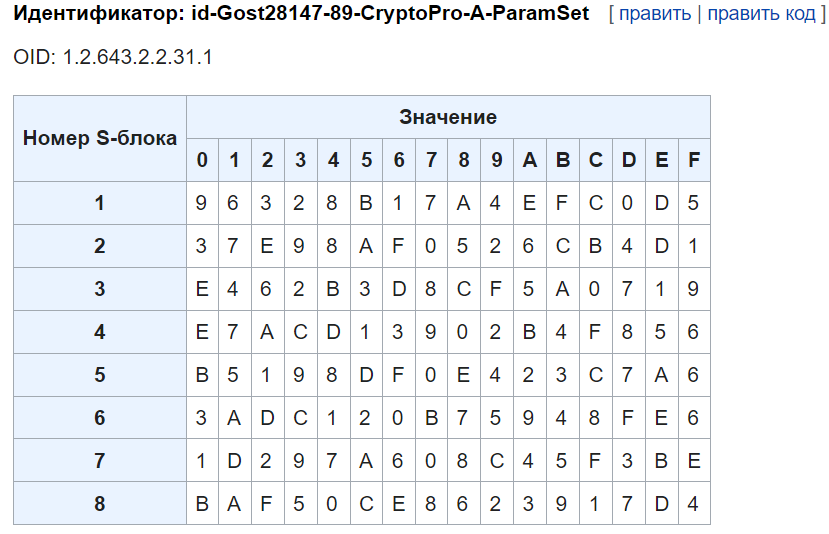 Идентификатор: id-Gost28147-89-CryptoPro-A-ParamSet [ править | править код ]
OID: 1.2.643.2.2.31.1
Номер S-блока Значение
0 1 2 3 4 5 6 7 8 9 A B C D E F
1 9 6 3 2 8 B 1 7 A 4 E F C 0 D 5
2 3 7 E 9 8 A F 0 5 2 6 C B 4 D 1
3 E 4 6 2 B 3 D 8 C F 5 A 0 7 1 9
4 E 7 A C D 1 3 9 0 2 B 4 F 8 5 6
5 B 5 1 9 8 D F 0 E 4 2 3 C 7 A 6
6 3 A D C 1 2 0 B 7 5 9 4 8 F E 6
7 1 D 2 9 7 A 6 0 8 C 4 5 F 3 B E
8 B A F 5 0 C E 8 6 2 3 9 1 7 D 4